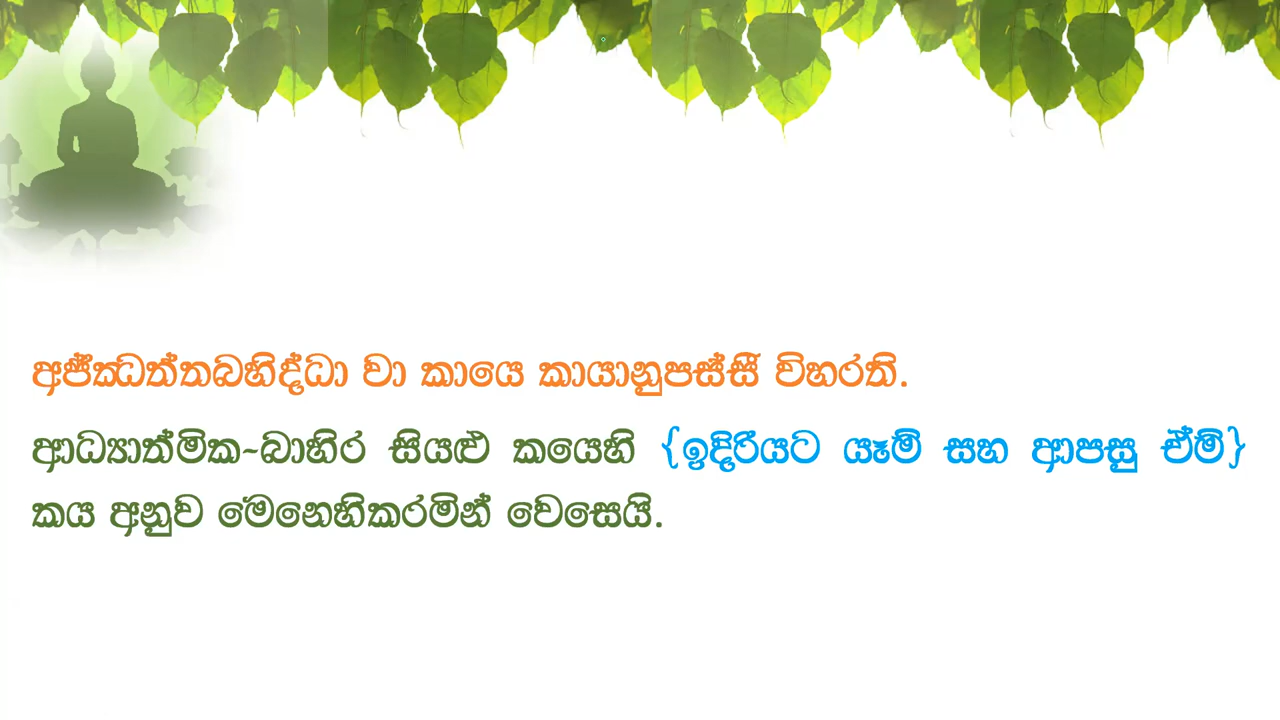 අජ්ඣත්තබහිද්ධා වා කායෙ කායානුපස්සී විහරති.
ආධ්‍යාත්මික-බාහිර සියළු කයෙහි {ඉදිරියට යෑම් සහ ආපසු ඒම්}
කය අනුව මෙනෙහිකරමින් වෙසෙයි.